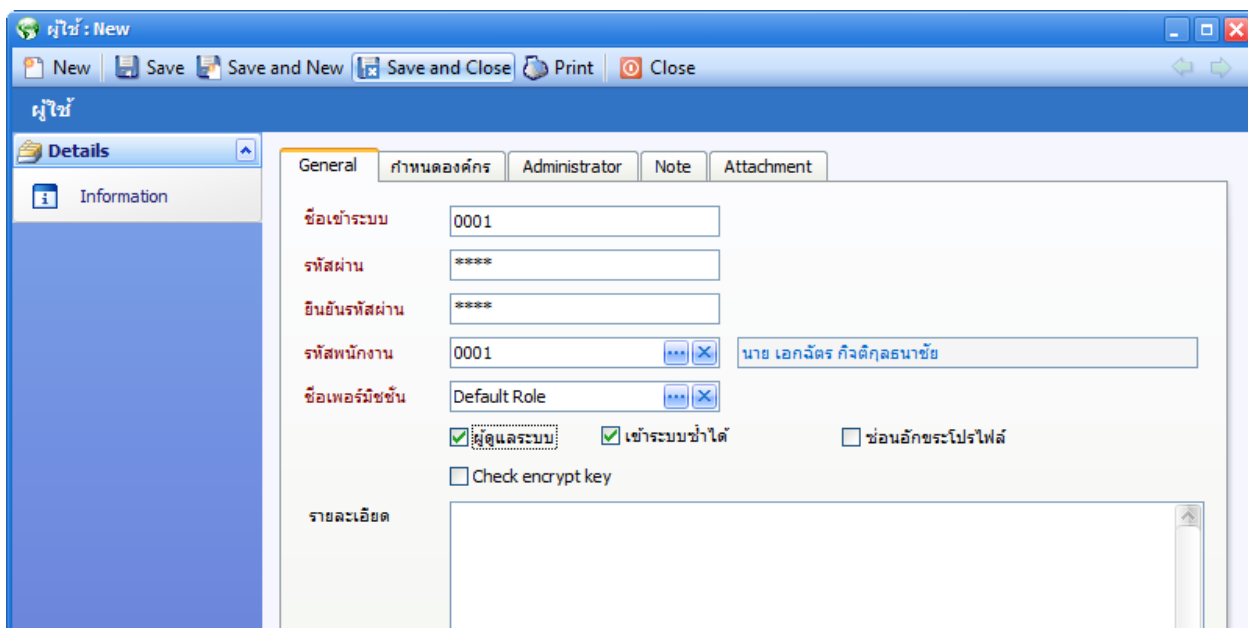 ผู้ใช้ : New
New Save Save and New Save and Close Print Close
ผู้ใช้
Details
Information
General กำหนดองค์กร Administrator Note Attachment
ชื่อเข้าระบบ 0001
รหัสผ่าน ****
ยืนยันรหัสผ่าน ****
รหัสพนักงาน 0001 นาย เอกฉัตร กิจติกุลธนาชัย
ชื่อเพอร์มิชชั่น Default Role
ผู้ดูแลระบบ เข้าระบบซ้ำได้ ซ่อนอักขระโปรไฟล์
Check encrypt key
รายละเอียด